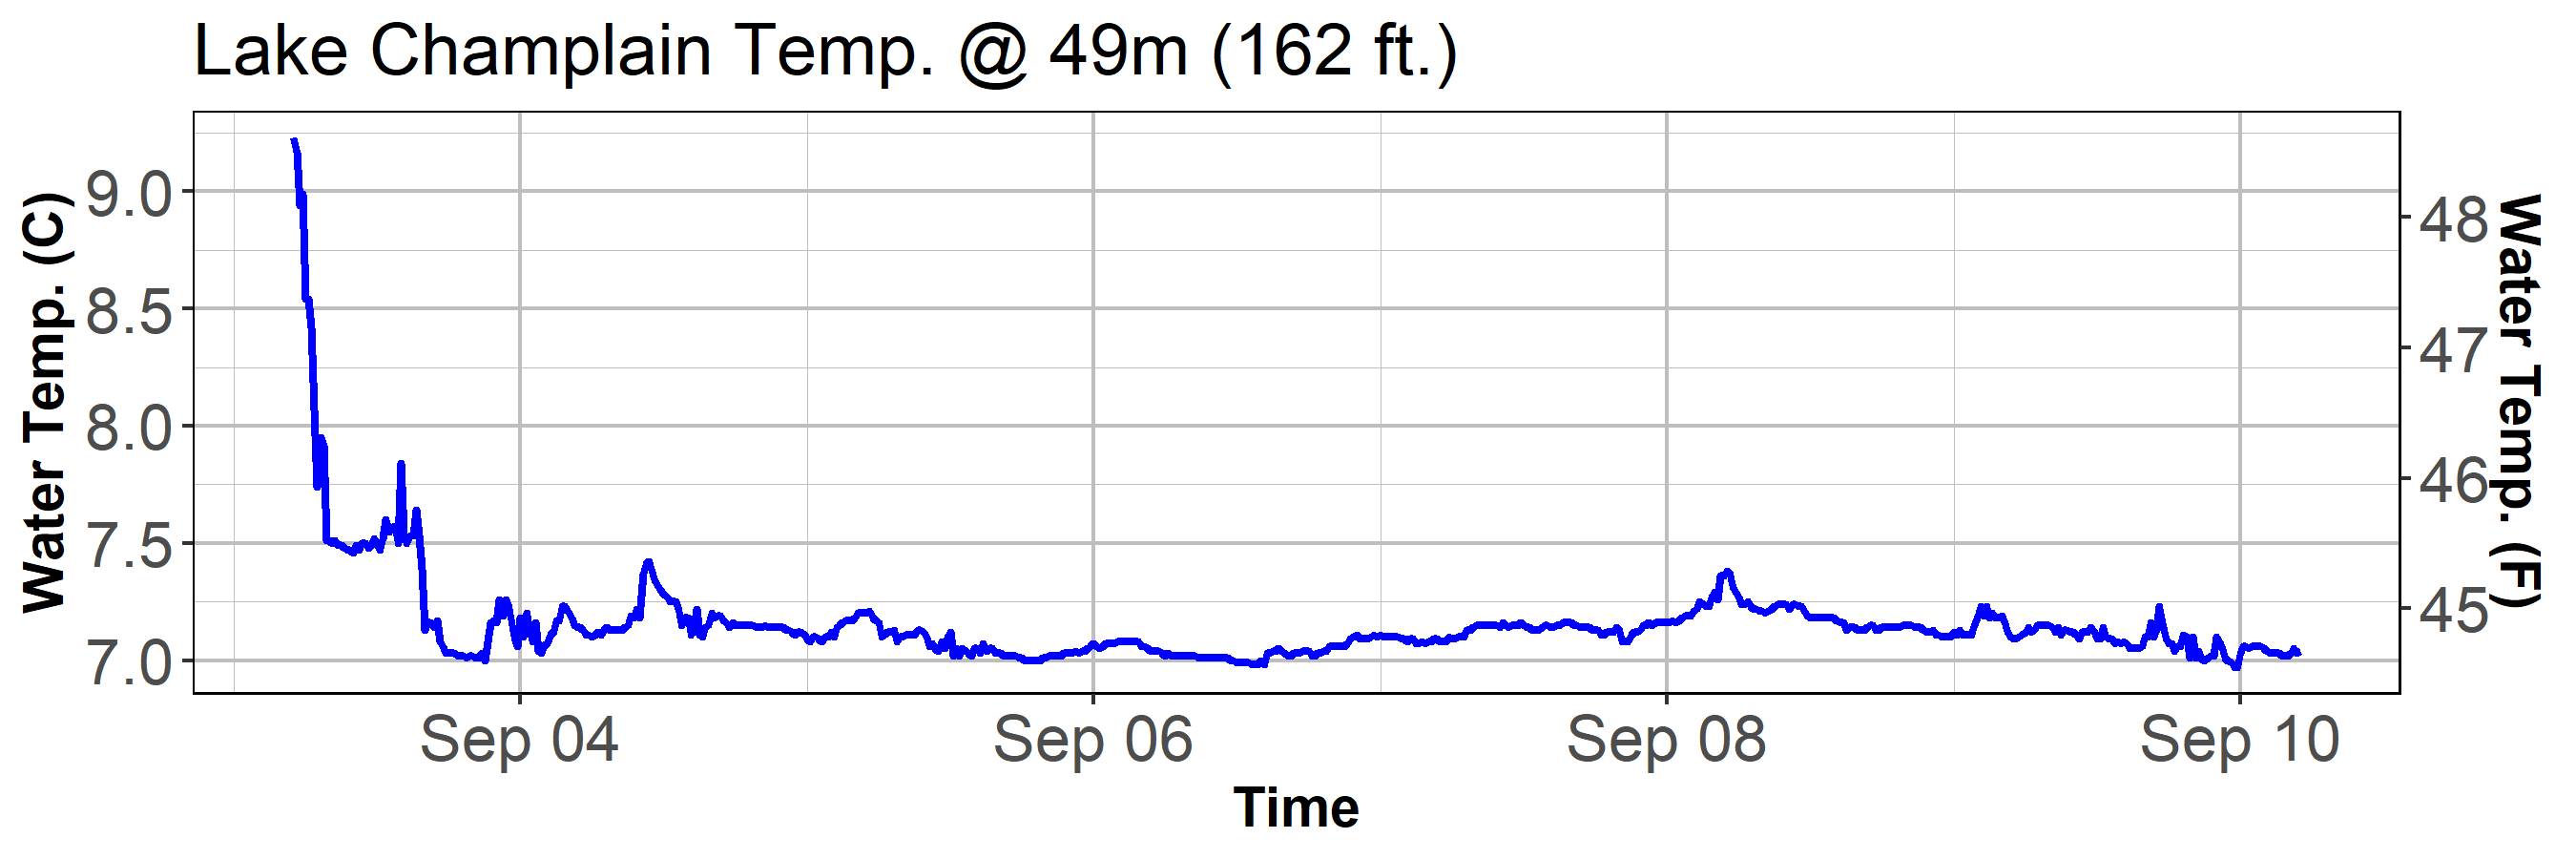 Lake Champlain Temp. @ 49m (162 ft.)
Water Temp. (C)
9.0
8.5
8.0
7.5
7.0
48
47
46
45
Water Temp. (F)
Sep 04 Sep 06 Sep 08 Sep 10
Time